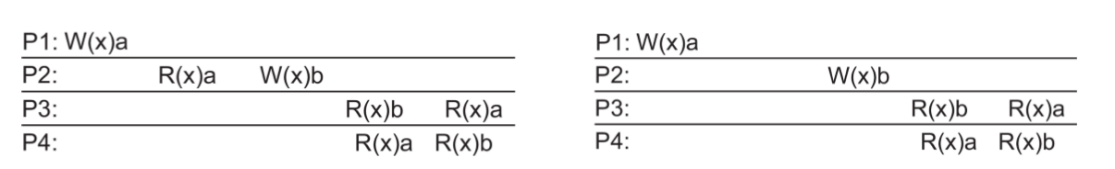 P1: W(x)a
P2: R(x)a W(x)b
P3: R(x)b R(x)a
P4: R(x)a R(x)b
P1: W(x)a
P2: W(x)b
P3: R(x)b R(x)a
P4: R(x)a R(x)b